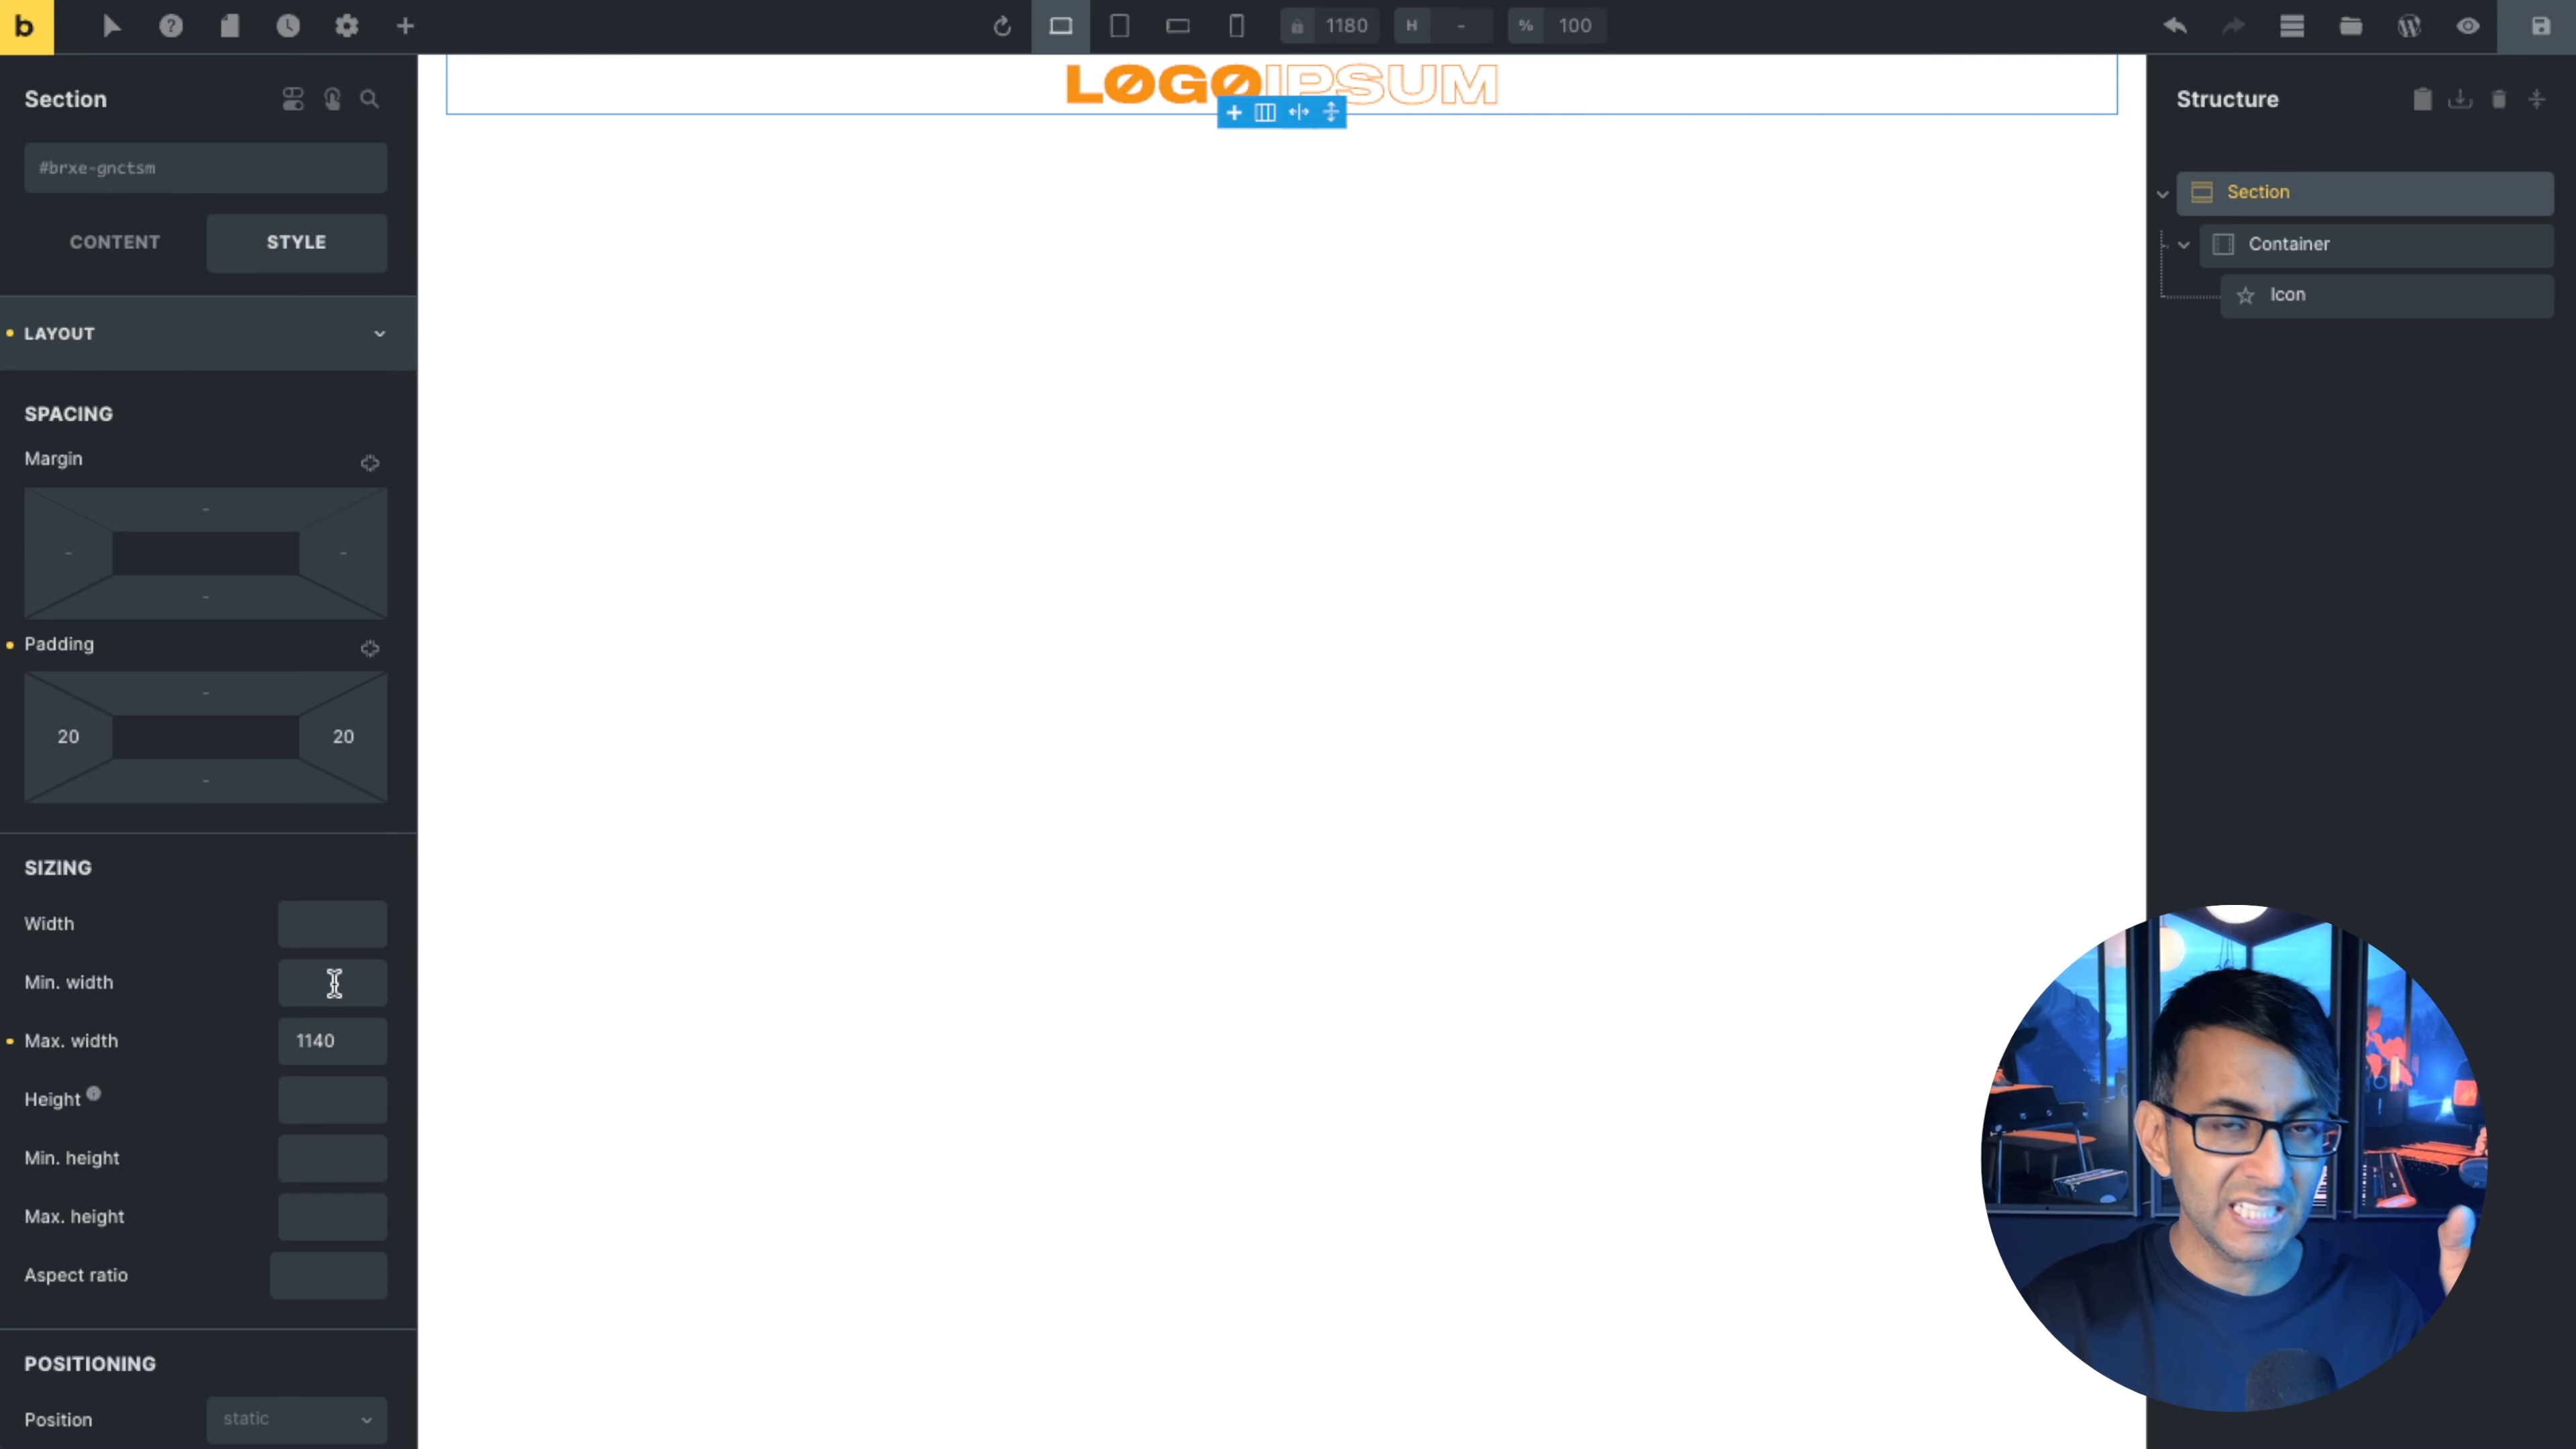 b
1180
H
-
%
100
LOGOIPSUM
Section
#brxe-gnctsm
CONTENT
STYLE
LAYOUT
SPACING
Margin
-
-
-
-
Padding
-
20
20
-
SIZING
Width
Min. width
Max. width
1140
Height
Min. height
Max. height
Aspect ratio
POSITIONING
Position
static
Structure
Section
Container
Icon